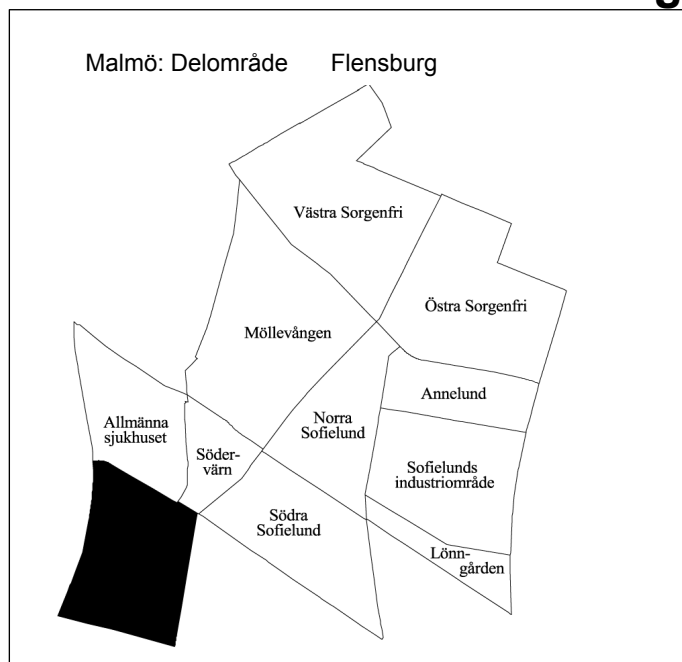 Malmö: Delområde Flensburg
Västra Sorgenfri
Östra Sorgenfri
Möllevången
Annelund
Allmänna
sjukhuset
Norra
Sofielund
Söder-
värn
Sofielunds
industriområde
Södra
Sofielund
Lönn-
gården